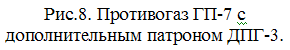 Рис.8. Противогаз ГП-7 с
дополнительным патроном ДПГ-3.